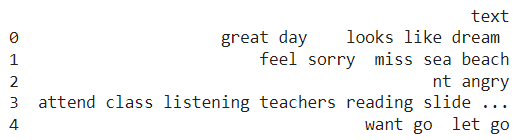 text
0 great day    looks like dream
1 feel sorry  miss sea beach
2 nt angry
3 attend class listening teachers reading slide ...
4 want go  let go